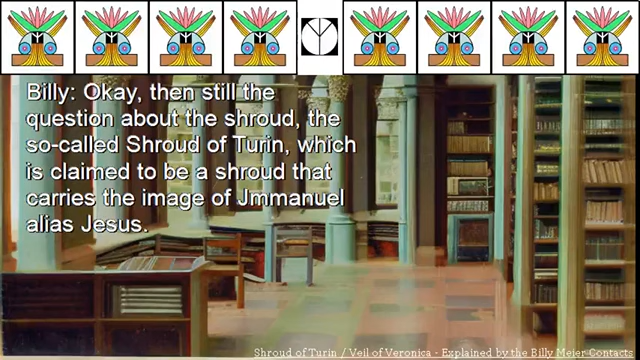 Billy: Okay, then still the
question about the shroud, the
so-called Shroud of Turin, which
is claimed to be a shroud that
carries the image of Jmmanuel
alias Jesus.
Shroud of Turin / Veil of Veronica - Explained by the Billy Meier Contacts